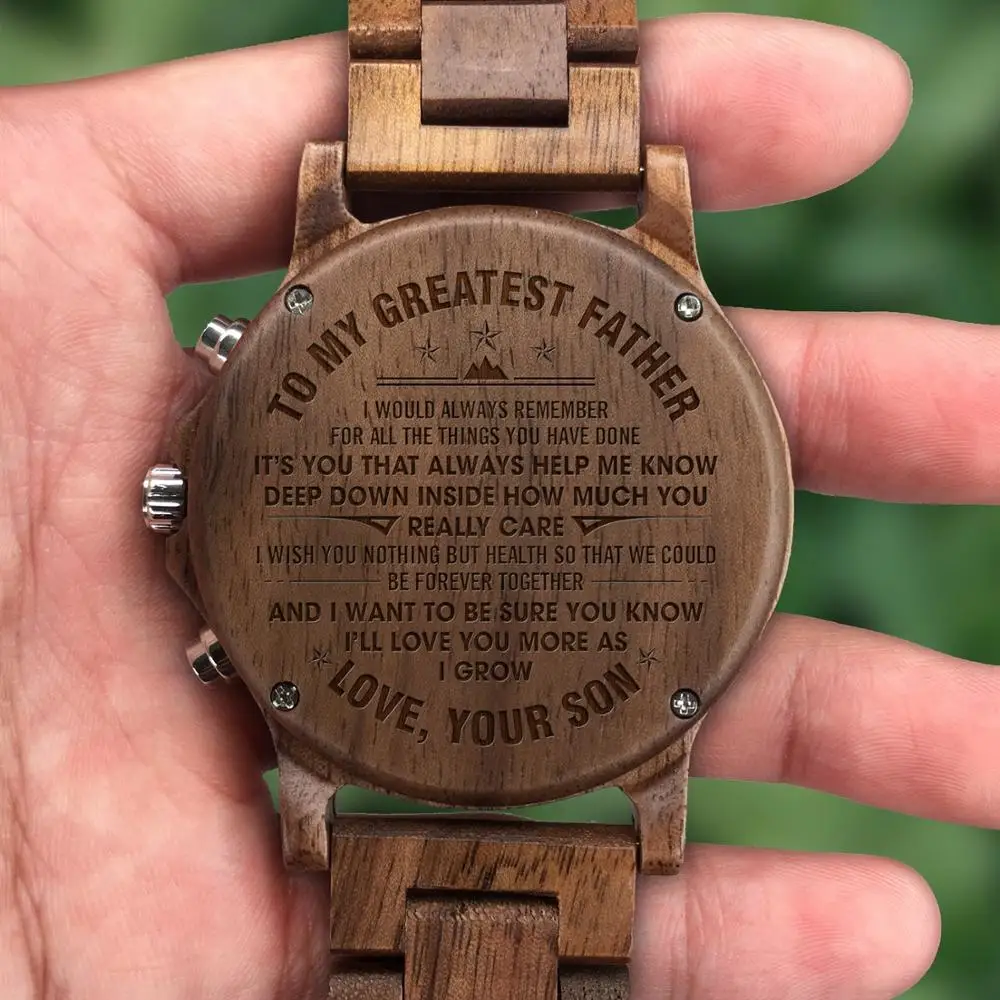 TO MY GREATEST FATHER
I WOULD ALWAYS REMEMBER
FOR ALL THE THINGS YOU HAVE DONE
IT'S YOU THAT ALWAYS HELP ME KNOW
DEEP DOWN INSIDE HOW MUCH YOU
REALLY CARE
I WISH YOU NOTHING BUT HEALTH SO THAT WE COULD
BE FOREVER TOGETHER
AND I WANT TO BE SURE YOU KNOW
I'LL LOVE YOU MORE AS
I GROW
LOVE, YOUR SON